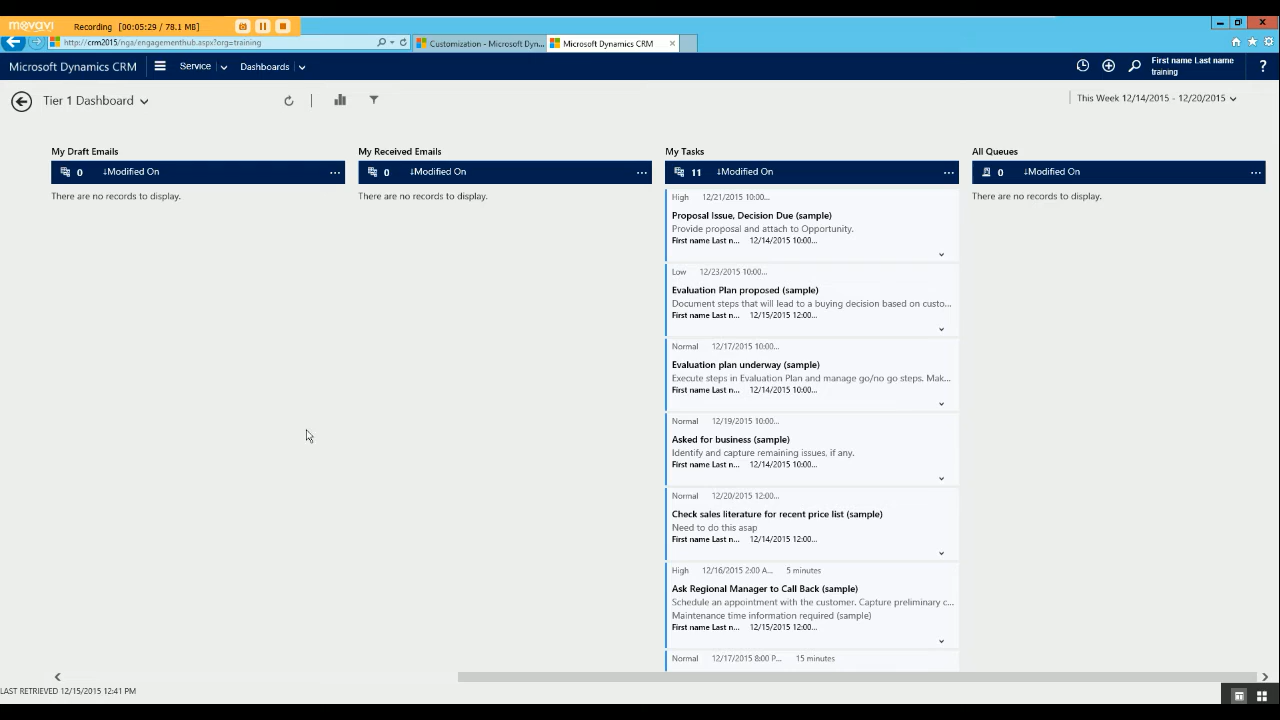 movavi
Recording [00:05:29 / 78.1 MB]
http://crm2015/nga/engagementhub.aspx?org=training
Customization - Microsoft Dyn...
Microsoft Dynamics CRM
Microsoft Dynamics CRM
Service
Dashboards
First name Last name
training
?
Tier 1 Dashboard
This Week 12/14/2015 - 12/20/2015
My Draft Emails
My Received Emails
My Tasks
All Queues
0 ↓Modified On ...
0 ↓Modified On ...
11 ↓Modified On ...
0 ↓Modified On ...
There are no records to display.
There are no records to display.
There are no records to display.
High 12/21/2015 10:00...
Proposal Issue, Decision Due (sample)
Provide proposal and attach to Opportunity.
First name Last n... 12/14/2015 10:00...
Low 12/23/2015 10:00...
Evaluation Plan proposed (sample)
Document steps that will lead to a buying decision based on custo...
First name Last n... 12/15/2015 12:00...
Normal 12/17/2015 10:00...
Evaluation plan underway (sample)
Execute steps in Evaluation Plan and manage go/no go steps. Mak...
First name Last n... 12/14/2015 10:00...
Normal 12/19/2015 10:00...
Asked for business (sample)
Identify and capture remaining issues, if any.
First name Last n... 12/14/2015 10:00...
Normal 12/20/2015 12:00...
Check sales literature for recent price list (sample)
Need to do this asap
First name Last n... 12/14/2015 12:00...
High 12/16/2015 2:00 A... 5 minutes
Ask Regional Manager to Call Back (sample)
Schedule an appointment with the customer. Capture preliminary c...
Maintenance time information required (sample)
First name Last n... 12/15/2015 12:00...
Normal 12/17/2015 8:00 P... 15 minutes
LAST RETRIEVED 12/15/2015 12:41 PM